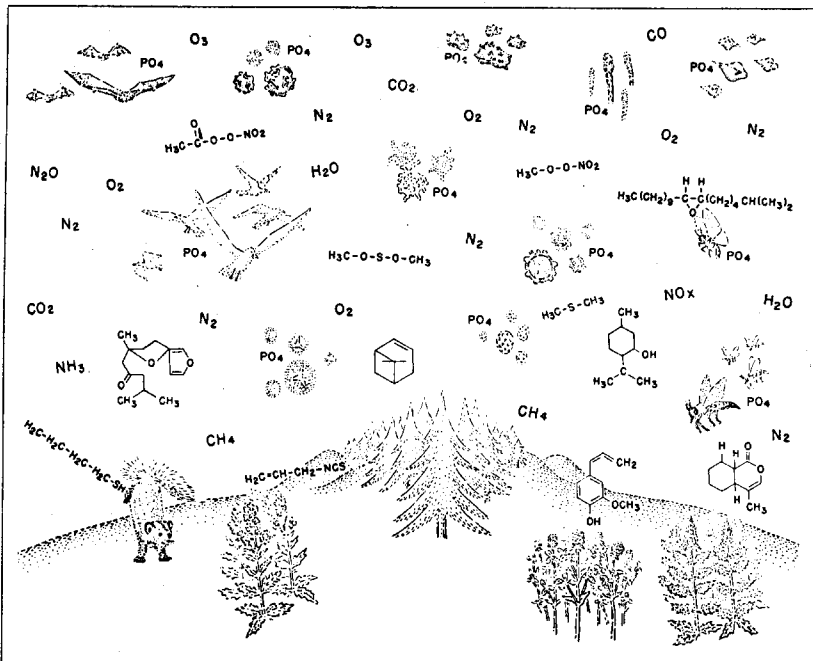 O3 O3 CO
PO4 PO4 PO4
PO4 PO4
CO2
O
H3C-C-O-O-NO2 N2 O2 N2 O2 N2
N2O O2 H2O PO4 H3C-O-O-NO2
H H
H3C(CH2)9-C-C(CH2)4CH(CH3)2
O
N2 PO4 H3C-O-S-O-CH3 N2 PO4 PO4
CO2 N2 O2 H3C-S-CH3 NOx H2O
CH3 CH3
O O PO4 OH
NH3 O
CH3 CH3 H3C CH3 PO4
CH4 CH4 N2
H2C-H2C-H2C-H2C-SH H2C=CH-CH2-NCS CH2 H H O
O
OCH3 H
OH CH3